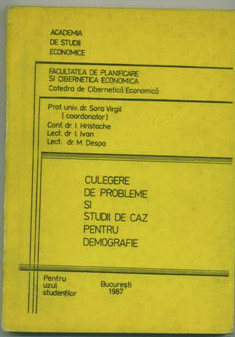 ACADEMIA
DE STUDII
ECONOMICE
FACULTATEA DE PLANIFICARE
SI CIBERNETICA ECONOMICA
Catedra de Cibernetică Economică
Prof. univ. dr. Sora Virgil
(coordonator)
Conf. dr. I. Hristache
Lect. dr. I. Ivan
Lect. dr. M. Despa
CULEGERE
DE PROBLEME
SI
STUDII DE CAZ
PENTRU
DEMOGRAFIE
Pentru
uzul
studenților
București
1987